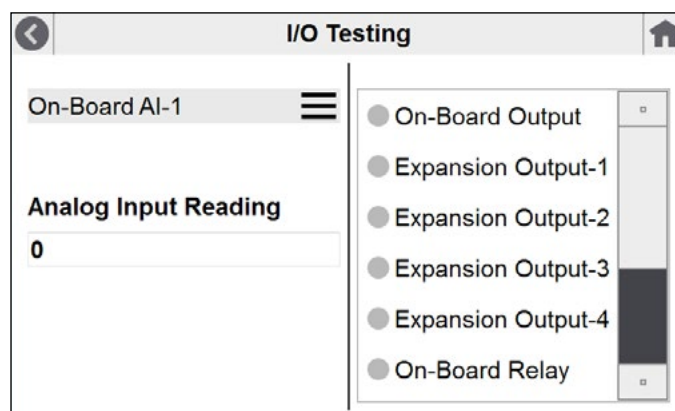 I/O Testing
On-Board AI-1
Analog Input Reading
0
On-Board Output
Expansion Output-1
Expansion Output-2
Expansion Output-3
Expansion Output-4
On-Board Relay